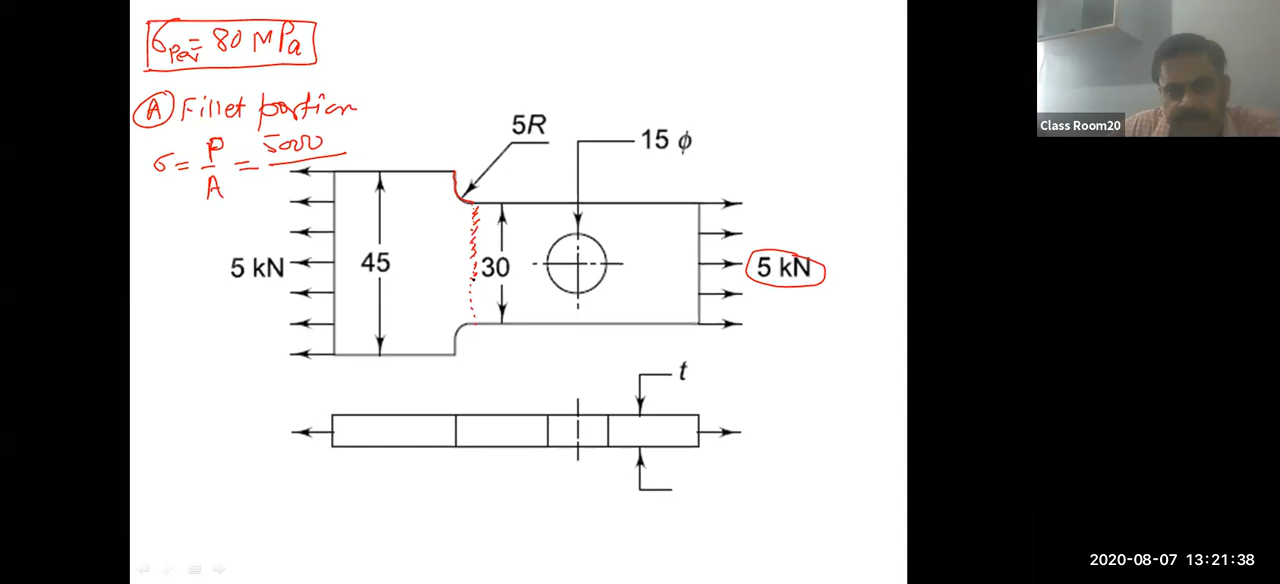 σper = 80 MPa
Ⓐ Fillet portion
σ = P/A = 5000
5R
15 ϕ
5 kN
45
30
5 kN
t
Class Room20
2020-08-07 13:21:38